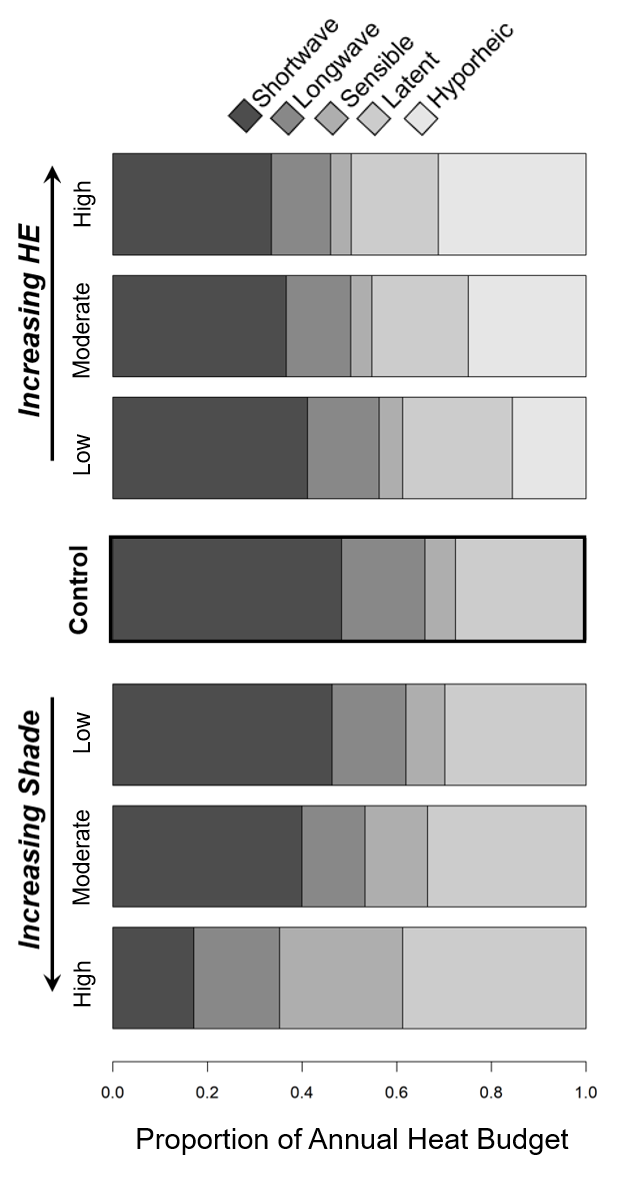 Shortwave
Longwave
Sensible
Latent
Hyporheic
Increasing HE
High
Moderate
Low
Control
Increasing Shade
Low
Moderate
High
0.0 0.2 0.4 0.6 0.8 1.0
Proportion of Annual Heat Budget